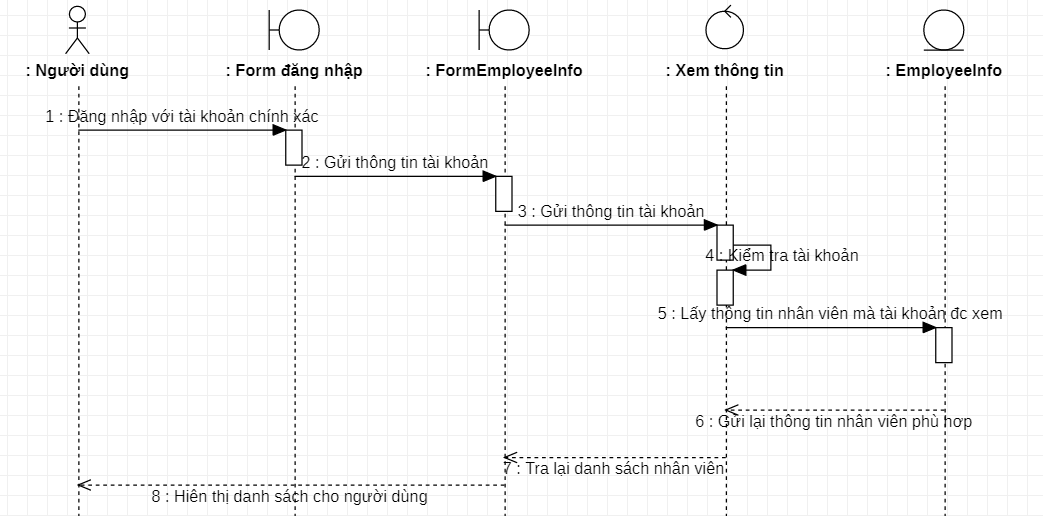 : Người dùng
: Form đăng nhập
: FormEmployeeInfo
: Xem thông tin
: EmployeeInfo
1 : Đăng nhập với tài khoản chính xác
2 : Gửi thông tin tài khoản
3 : Gửi thông tin tài khoản
4 : Kiểm tra tài khoản
5 : Lấy thông tin nhân viên mà tài khoản đc xem
6 : Gửi lại thông tin nhân viên phù hơp
7 : Tra lại danh sách nhân viên
8 : Hiên thị danh sách cho người dùng